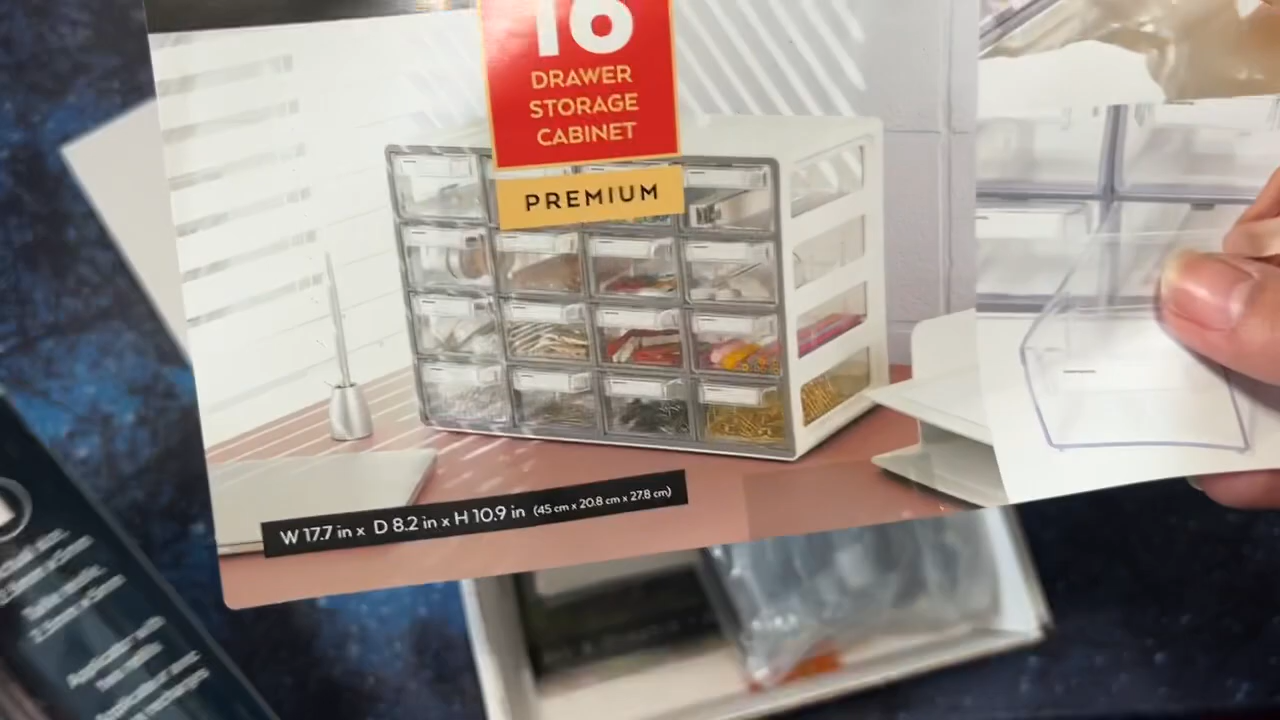 16
DRAWER
STORAGE
CABINET
PREMIUM
W 17.7 in x D 8.2 in x H 10.9 in (45 cm x 20.8 cm x 27.8 cm)